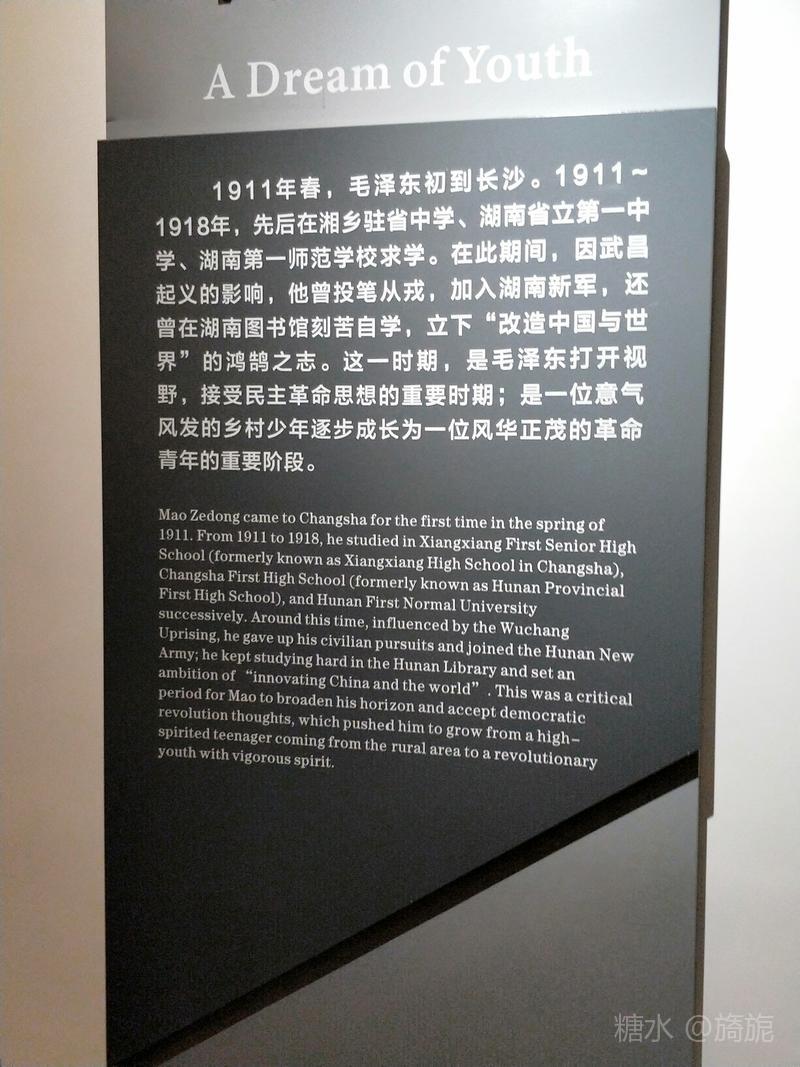 A Dream of Youth
1911年春，毛泽东初到长沙。1911～
1918年，先后在湘乡驻省中学、湖南省立第一中
学、湖南第一师范学校求学。在此期间，因武昌
起义的影响，他曾投笔从戎，加入湖南新军，还
曾在湖南图书馆刻苦自学，立下“改造中国与世
界”的鸿鹄之志。这一时期，是毛泽东打开视
野，接受民主革命思想的重要时期；是一位意气
风发的乡村少年逐步成长为一位风华正茂的革命
青年的重要阶段。
Mao Zedong came to Changsha for the first time in the spring of
1911. From 1911 to 1918, he studied in Xiangxiang First Senior High
School (formerly known as Xiangxiang High School in Changsha),
Changsha First High School (formerly known as Hunan Provincial
First High School), and Hunan First Normal University
successively. Around this time, influenced by the Wuchang
Uprising, he gave up his civilian pursuits and joined the Hunan New
Army; he kept studying hard in the Hunan Library and set an
ambition of “innovating China and the world”. This was a critical
period for Mao to broaden his horizon and accept democratic
revolution thoughts, which pushed him to grow from a high-
spirited teenager coming from the rural area to a revolutionary
youth with vigorous spirit.
糖水 @旖旎